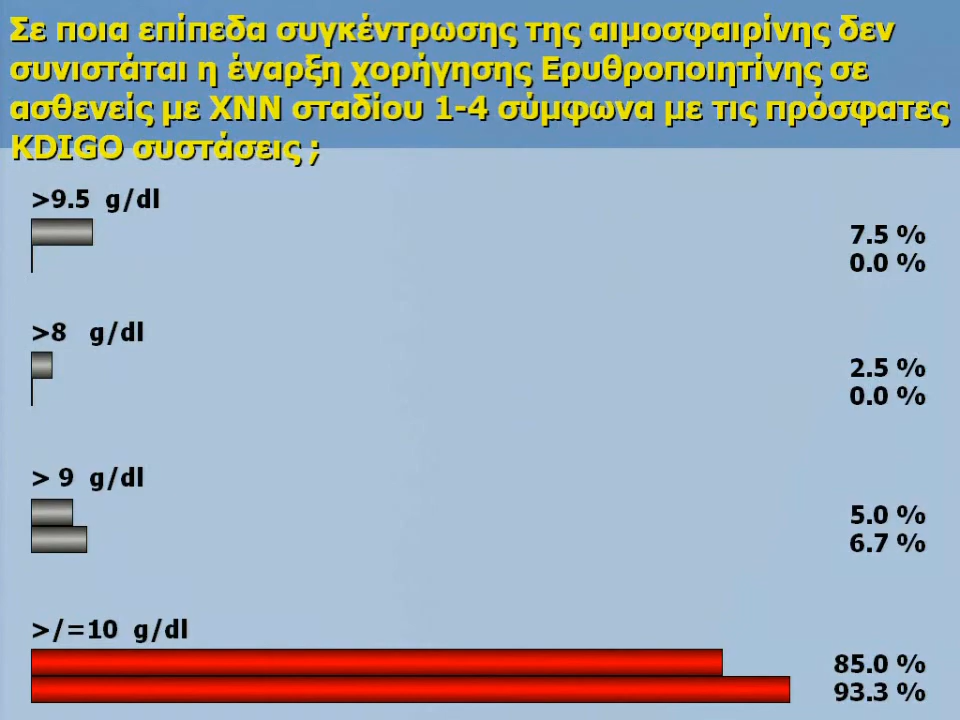 Σε ποια επίπεδα συγκέντρωσης της αιμοσφαιρίνης δεν
συνιστάται η έναρξη χορήγησης Ερυθροποιητίνης σε
ασθενείς με ΧΝΝ σταδίου 1-4 σύμφωνα με τις πρόσφατες
KDIGO συστάσεις ;
>9.5 g/dl
7.5 %
0.0 %
>8 g/dl
2.5 %
0.0 %
> 9 g/dl
5.0 %
6.7 %
>/=10 g/dl
85.0 %
93.3 %